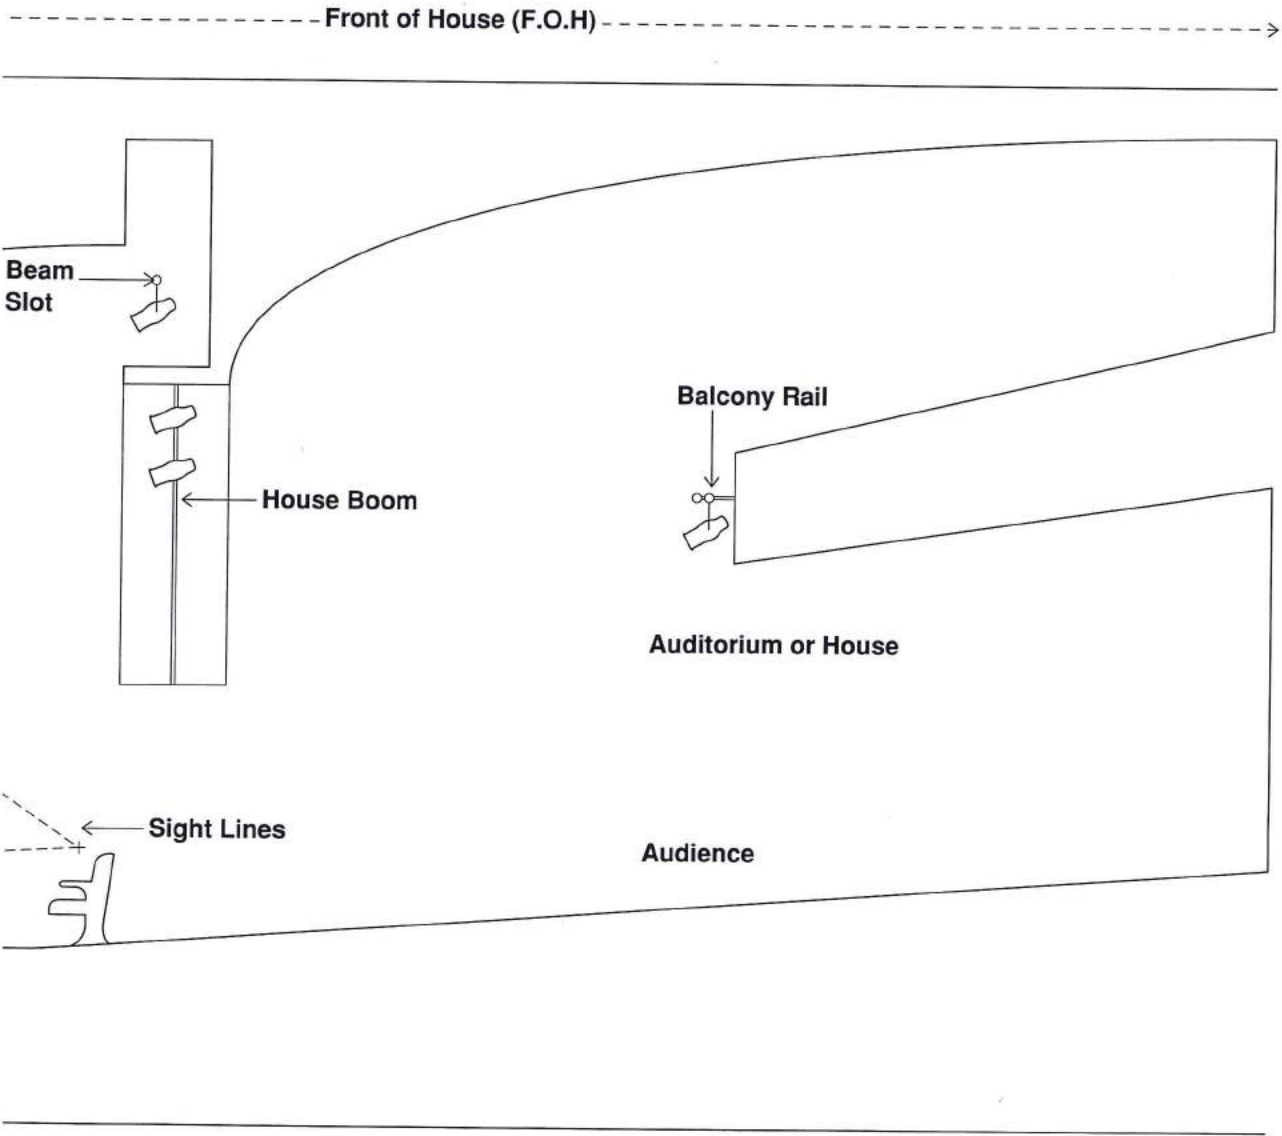 Front of House (F.O.H)
Beam
Slot
Balcony Rail
House Boom
Auditorium or House
Sight Lines
Audience